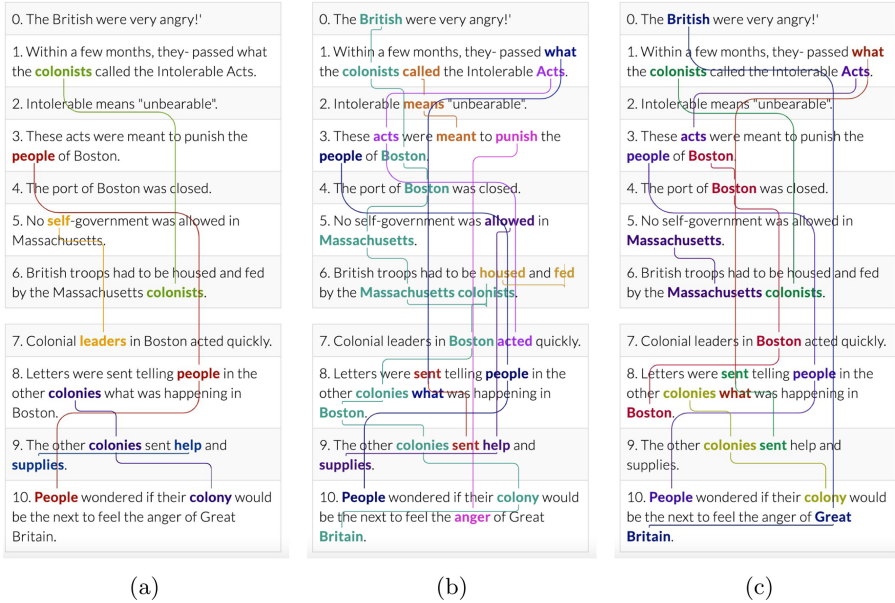 0. The British were very angry!'
1. Within a few months, they- passed what
the colonists called the Intolerable Acts.
2. Intolerable means "unbearable".
3. These acts were meant to punish the
people of Boston.
4. The port of Boston was closed.
5. No self-government was allowed in
Massachusetts.
6. British troops had to be housed and fed
by the Massachusetts colonists.
7. Colonial leaders in Boston acted quickly.
8. Letters were sent telling people in the
other colonies what was happening in
Boston.
9. The other colonies sent help and
supplies.
10. People wondered if their colony would
be the next to feel the anger of Great
Britain.
(a)
0. The British were very angry!'
1. Within a few months, they- passed what
the colonists called the Intolerable Acts.
2. Intolerable means "unbearable".
3. These acts were meant to punish the
people of Boston.
4. The port of Boston was closed.
5. No self-government was allowed in
Massachusetts.
6. British troops had to be housed and fed
by the Massachusetts colonists.
7. Colonial leaders in Boston acted quickly.
8. Letters were sent telling people in the
other colonies what was happening in
Boston.
9. The other colonies sent help and
supplies.
10. People wondered if their colony would
be the next to feel the anger of Great
Britain.
(b)
0. The British were very angry!'
1. Within a few months, they- passed what
the colonists called the Intolerable Acts.
2. Intolerable means "unbearable".
3. These acts were meant to punish the
people of Boston.
4. The port of Boston was closed.
5. No self-government was allowed in
Massachusetts.
6. British troops had to be housed and fed
by the Massachusetts colonists.
7. Colonial leaders in Boston acted quickly.
8. Letters were sent telling people in the
other colonies what was happening in
Boston.
9. The other colonies sent help and
supplies.
10. People wondered if their colony would
be the next to feel the anger of Great
Britain.
(c)